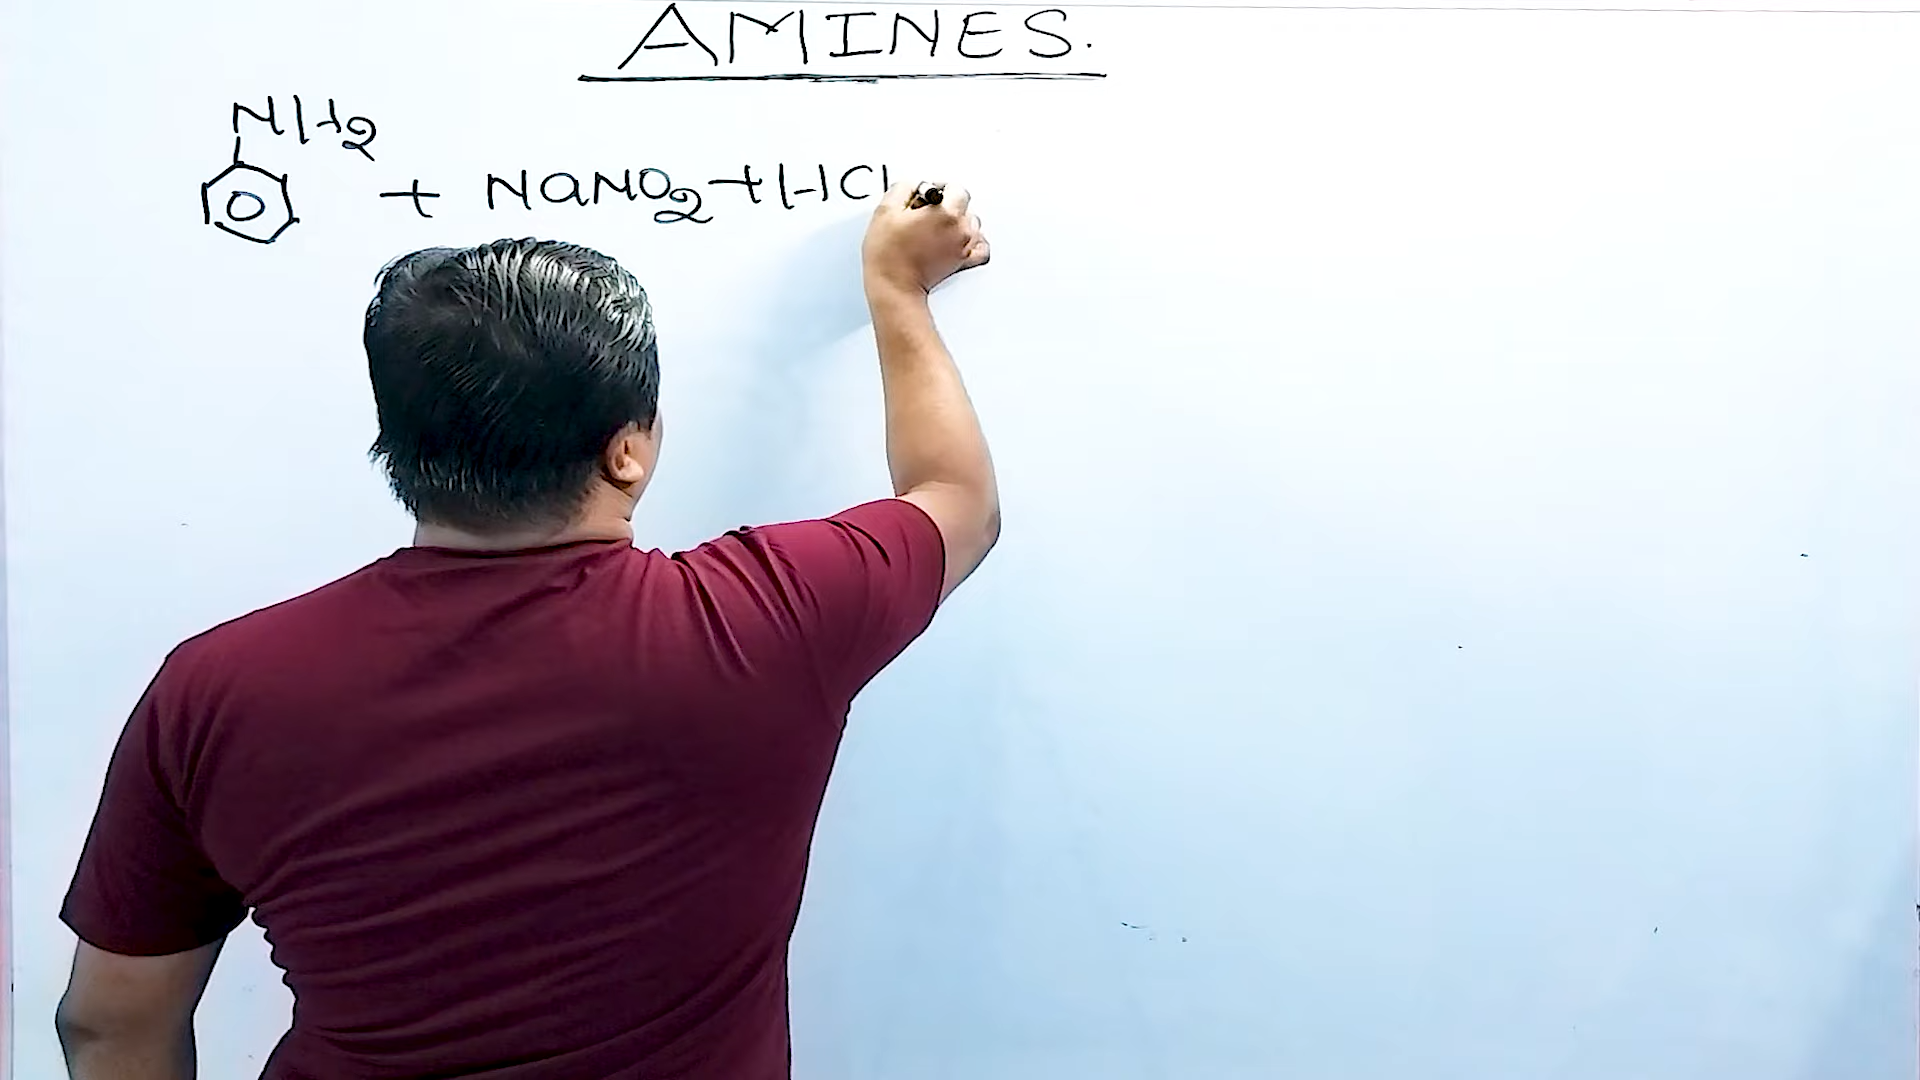 AMINES.
NH2
+ NaNO2 + HCl